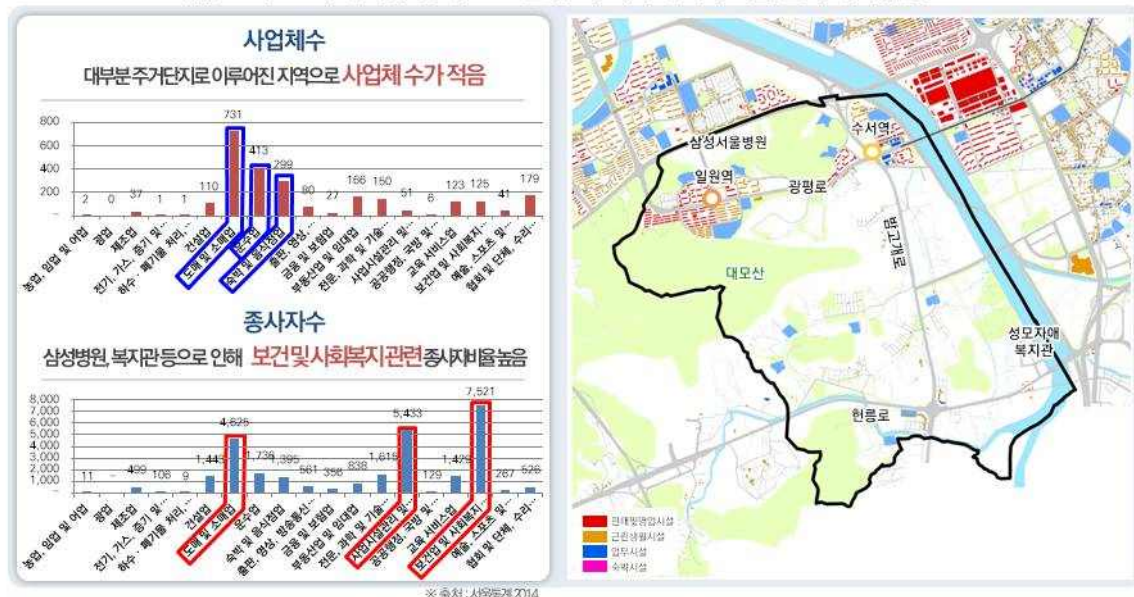 사업체수
대부분 주거단지로 이루어진 지역으로 사업체 수가 적음
800
600
400
200
-
2
0
37
1
1
110
731
413
299
80
27
166
150
51
6
123
125
41
179
농업, 임업 및 어업
광업
제조업
전기, 가스, 증기 및…
하수 · 폐기물 처리,…
건설업
도매 및 소매업
운수업
숙박 및 음식점업
출판, 영상,…
금융 및 보험업
부동산업 및 임대업
전문, 과학 및 기술…
사업시설관리 및…
공공행정, 국방 및…
교육 서비스업
보건업 및 사회복지…
예술, 스포츠 및…
협회 및 단체, 수리…
종사자수
삼성병원, 복지관 등으로 인해 보건 및 사회복지 관련 종사자비율 높음
8,000
7,000
6,000
5,000
4,000
3,000
2,000
1,000
-
11
-
499
106
9
1,443
4,625
1,736
1,395
561
356
838
1,615
5,433
129
1,429
7,521
267
526
농업, 임업 및 어업
광업
제조업
전기, 가스, 증기 및…
하수 · 폐기물 처리,…
건설업
도매 및 소매업
운수업
숙박 및 음식점업
출판, 영상, 방송통신…
금융 및 보험업
부동산업 및 임대업
전문, 과학 및 기술…
사업시설관리 및…
공공행정, 국방 및…
교육 서비스업
보건업 및 사회복지…
예술, 스포츠 및…
협회 및 단체, 수리…
※ 출처 : 서울통계 2014
삼성서울병원
수서역
일원역
광평로
밤고개로
대모산
성모자애
복지관
헌릉로
판매및영업시설
근린생활시설
업무시설
숙박시설